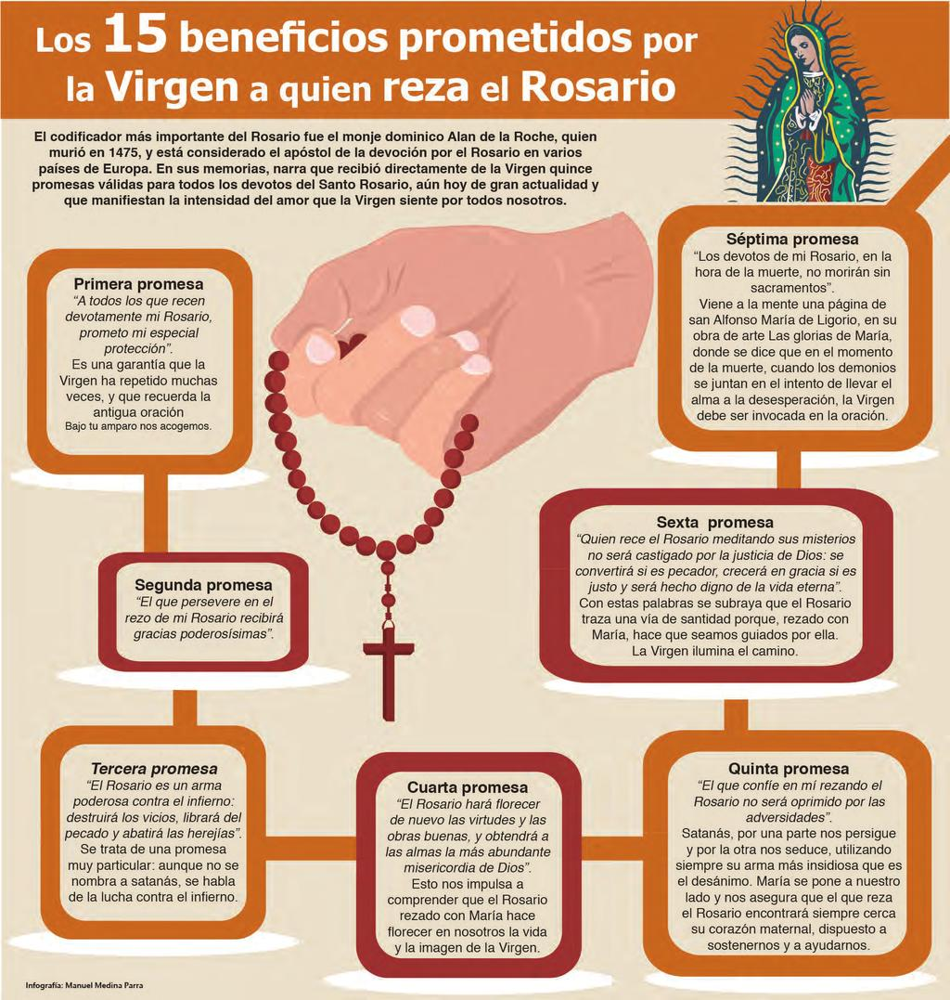 Los 15 beneficios prometidos por
la Virgen a quien reza el Rosario
El codificador más importante del Rosario fue el monje dominico Alan de la Roche, quien
murió en 1475, y está considerado el apóstol de la devoción por el Rosario en varios
países de Europa. En sus memorias, narra que recibió directamente de la Virgen quince
promesas válidas para todos los devotos del Santo Rosario, aún hoy de gran actualidad y
que manifiestan la intensidad del amor que la Virgen siente por todos nosotros.
Primera promesa
“A todos los que recen
devotamente mi Rosario,
prometo mi especial
protección”.
Es una garantía que la
Virgen ha repetido muchas
veces, y que recuerda la
antigua oración
Bajo tu amparo nos acogemos.
Segunda promesa
“El que persevere en el
rezo de mi Rosario recibirá
gracias poderosísimas”.
Tercera promesa
“El Rosario es un arma
poderosa contra el infierno:
destruirá los vicios, librará del
pecado y abatirá las herejías”.
Se trata de una promesa
muy particular: aunque no se
nombra a satanás, se habla
de la lucha contra el infierno.
Cuarta promesa
“El Rosario hará florecer
de nuevo las virtudes y las
obras buenas, y obtendrá a
las almas la más abundante
misericordia de Dios”.
Esto nos impulsa a
comprender que el Rosario
rezado con María hace
florecer en nosotros la vida
y la imagen de la Virgen.
Quinta promesa
“El que confíe en mí rezando el
Rosario no será oprimido por las
adversidades”.
Satanás, por una parte nos persigue
y por la otra nos seduce, utilizando
siempre su arma más insidiosa que es
el desánimo. María se pone a nuestro
lado y nos asegura que el que reza
el Rosario encontrará siempre cerca
su corazón maternal, dispuesto a
sostenernos y a ayudarnos.
Sexta promesa
“Quien rece el Rosario meditando sus misterios
no será castigado por la justicia de Dios: se
convertirá si es pecador, crecerá en gracia si es
justo y será hecho digno de la vida eterna”.
Con estas palabras se subraya que el Rosario
traza una vía de santidad porque, rezado con
María, hace que seamos guiados por ella.
La Virgen ilumina el camino.
Séptima promesa
“Los devotos de mi Rosario, en la
hora de la muerte, no morirán sin
sacramentos”.
Viene a la mente una página de
san Alfonso María de Ligorio, en su
obra de arte Las glorias de María,
donde se dice que en el momento
de la muerte, cuando los demonios
se juntan en el intento de llevar el
alma a la desesperación, la Virgen
debe ser invocada en la oración.
Infografía: Manuel Medina Parra